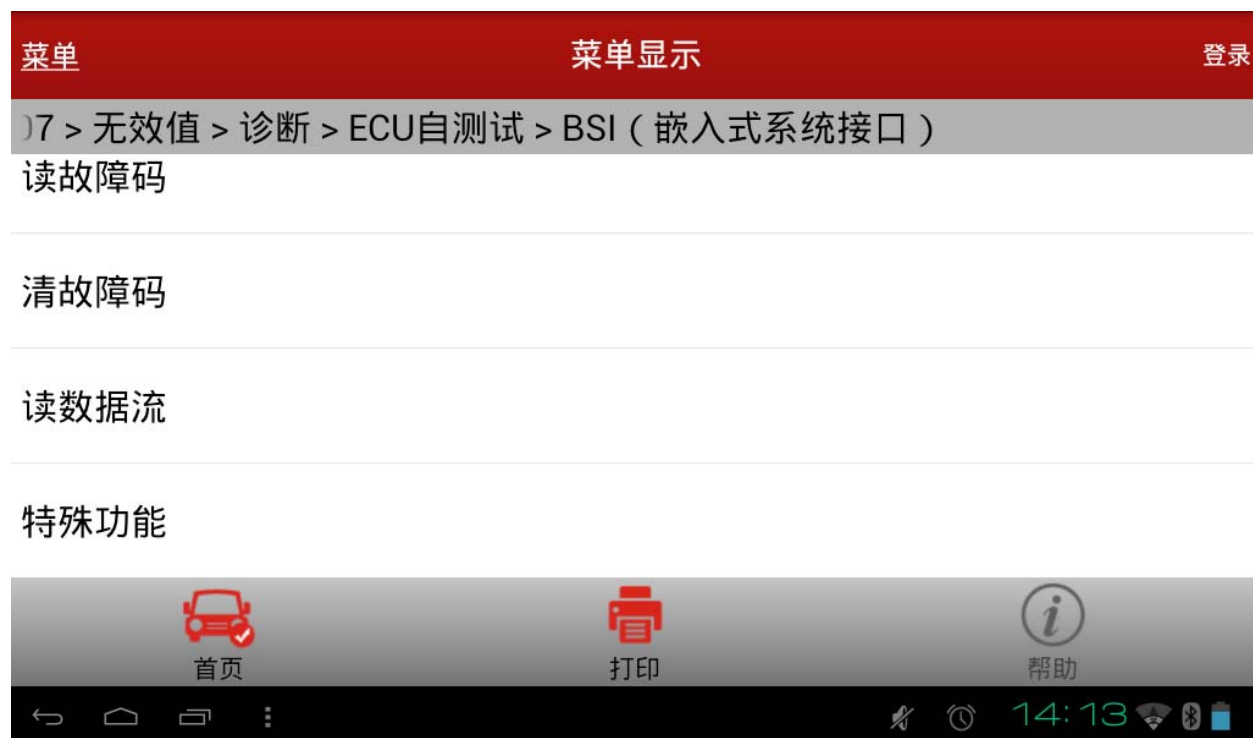 菜单 菜单显示 登录
07 > 无效值 > 诊断 > ECU自测试 > BSI（嵌入式系统接口）
读故障码
清故障码
读数据流
特殊功能
首页 打印 帮助
14:13